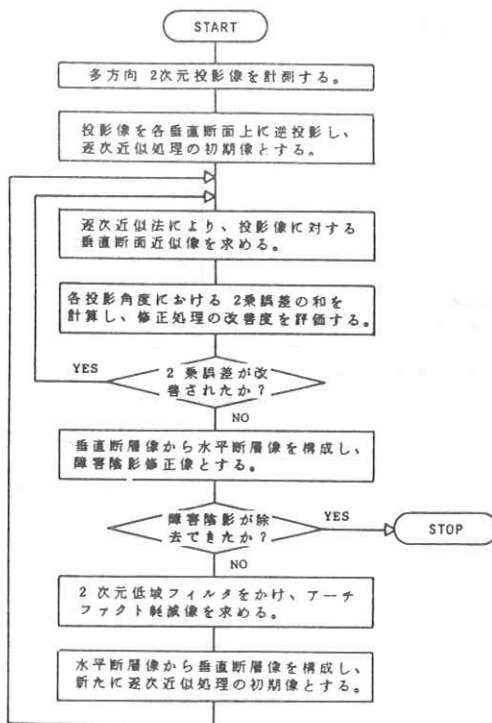 START
多方向 2次元投影像を計測する。
投影像を各垂直断面上に逆投影し、
逐次近似処理の初期像とする。
逐次近似法により、投影像に対する
垂直断面近似像を求める。
各投影角度における 2乗誤差の和を
計算し、修正処理の改善度を評価する。
YES
2 乗誤差が改
善されたか?
NO
垂直断層像から水平断層像を構成し、
障害陰影修正像とする。
障害陰影が除
去できたか?
YES
STOP
NO
2 次元低域フィルタをかけ、アーチ
ファクト軽減像を求める。
水平断層像から垂直断層像を構成し、
新たに逐次近似処理の初期像とする。